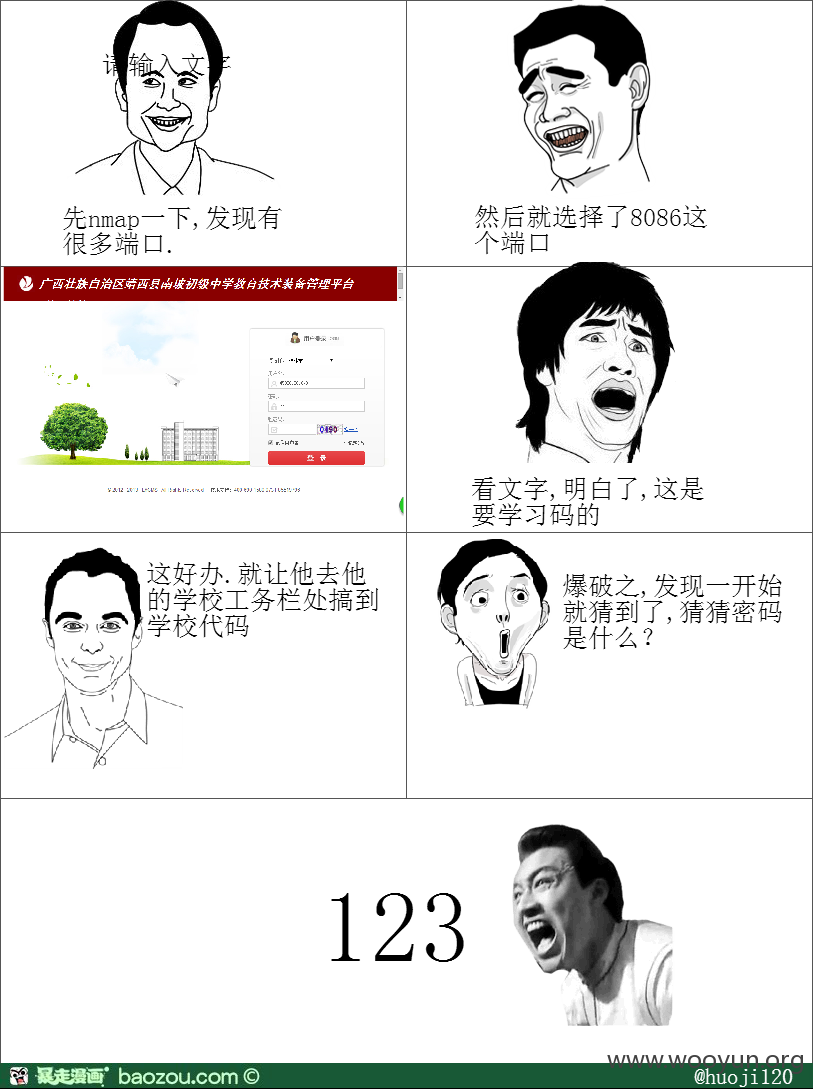 请输入文字
先nmap一下,发现有
很多端口.
然后就选择了8086这
个端口
广西壮族自治区靖西县南坡初级中学教育技术装备管理平台
用户登录
0490
登 录
看文字,明白了,这是
要学习码的
这好办.就让他去他
的学校工务栏处搞到
学校代码
爆破之,发现一开始
就猜到了,猜猜密码
是什么?
123
www.wooyun.org
暴走漫画 baozou.com ©
@huoji120